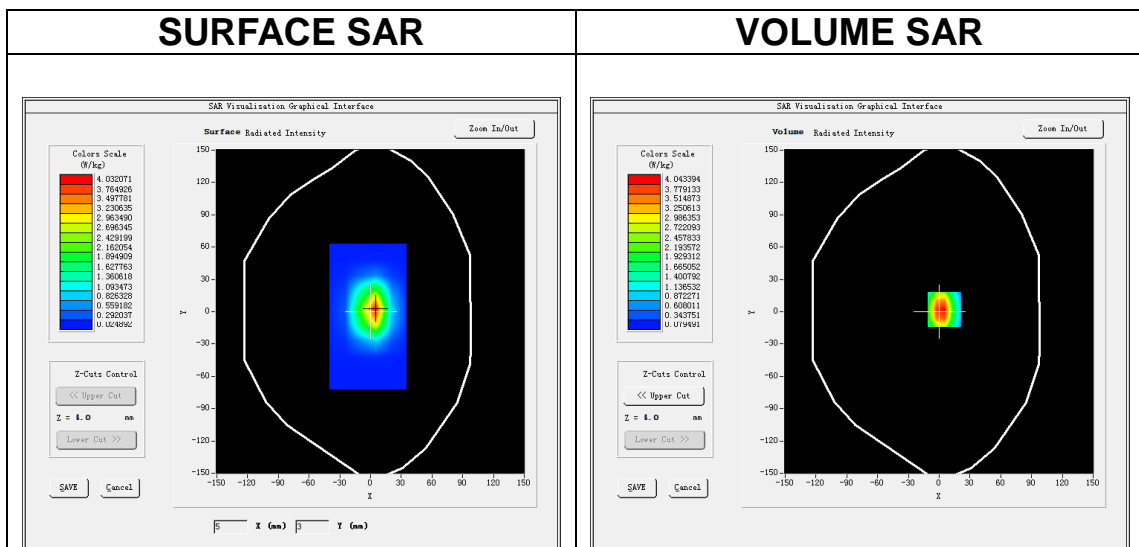 SURFACE SAR
VOLUME SAR
SAR Visualisation Graphical Interface
Surface Radiated Intensity
Zoom In/Out
Colors Scale
(W/kg)
4.032071
3.764926
3.497781
3.230635
2.963490
2.696345
2.429199
2.162054
1.894909
1.627763
1.360618
1.093473
0.826328
0.559182
0.292037
0.024892
Z-Cuts Control
<< Upper Cut
Z = 4.0 mm
Lower Cut >>
SAVE Cancel
150
120
90
60
30
0
-30
-60
-90
-120
-150
Y
-150 -120 -90 -60 -30 0 30 60 90 120 150
X
5 X (mm) 3 Y (mm)
SAR Visualisation Graphical Interface
Volume Radiated Intensity
Zoom In/Out
Colors Scale
(W/kg)
4.043394
3.779133
3.514873
3.250613
2.986353
2.722093
2.457833
2.193572
1.929312
1.665052
1.400792
1.136532
0.872271
0.608011
0.343751
0.079491
Z-Cuts Control
<< Upper Cut
Z = 4.0 mm
Lower Cut >>
SAVE Cancel
150
120
90
60
30
0
-30
-60
-90
-120
-150
Y
-150 -120 -90 -60 -30 0 30 60 90 120 150
X